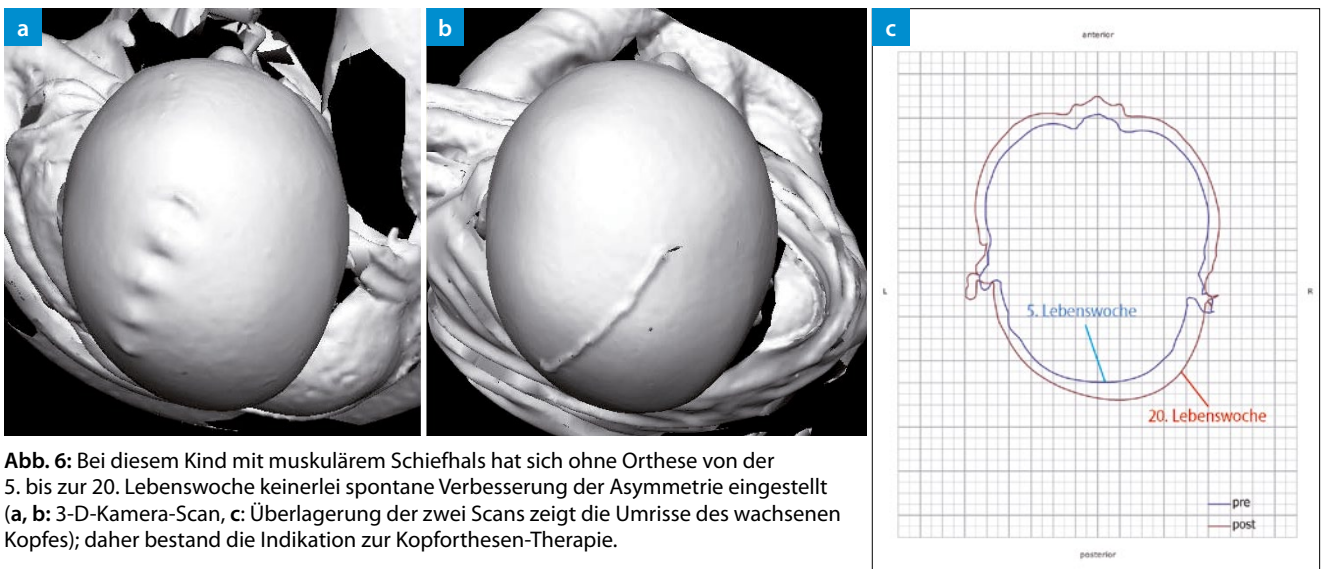 a
b
c
anterior
L
R
5. Lebenswoche
20. Lebenswoche
pre
post
posterior
Abb. 6: Bei diesem Kind mit muskulärem Schiefhals hat sich ohne Orthese von der
5. bis zur 20. Lebenswoche keinerlei spontane Verbesserung der Asymmetrie eingestellt
(a, b: 3-D-Kamera-Scan, c: Überlagerung der zwei Scans zeigt die Umrisse des wachsenen
Kopfes); daher bestand die Indikation zur Kopforthesen-Therapie.